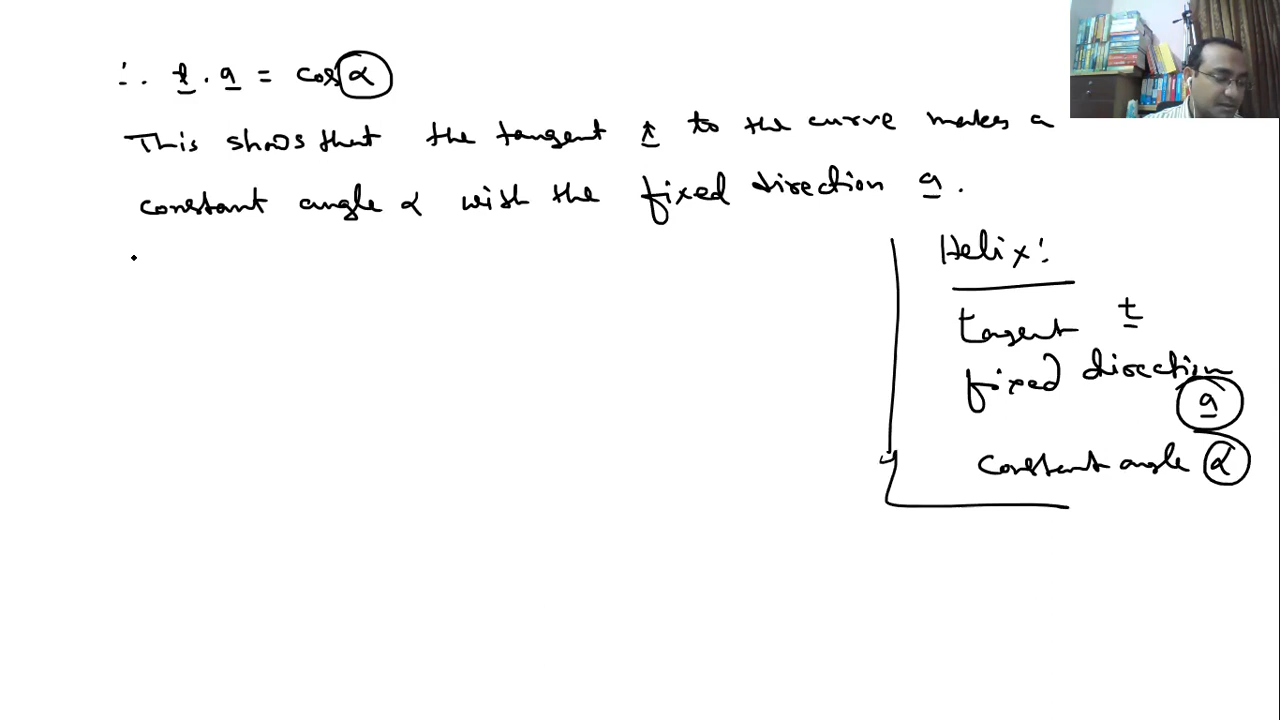 ∴ t . a = cos α
This shows that the tangent t to the curve makes a
constant angle α with the fixed direction a .
Helix :
tagent t
fixed direction
a
constant angle α